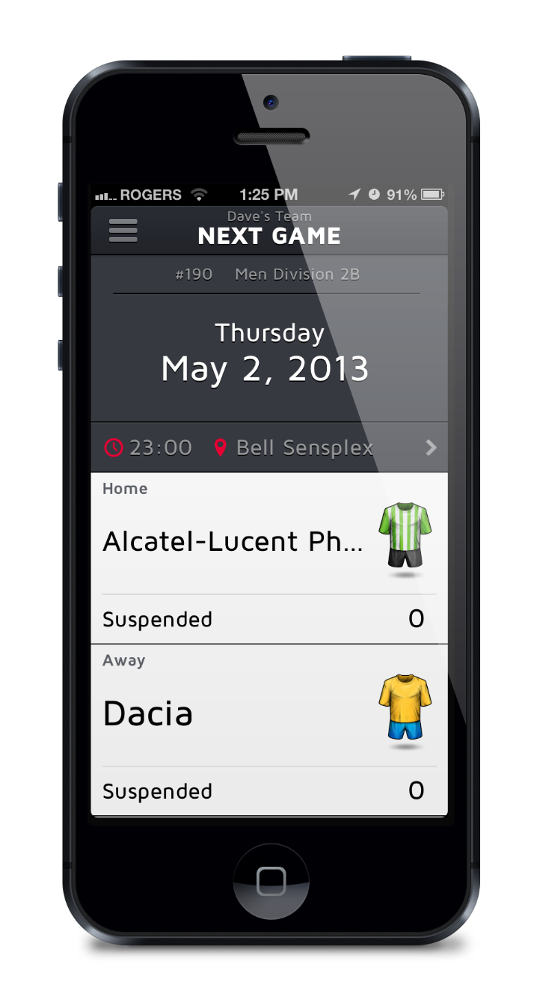 ROGERS 1:25 PM 91%
Dave's Team
NEXT GAME
#190 Men Division 2B
Thursday
May 2, 2013
23:00 Bell Sensplex
Home
Alcatel-Lucent Ph...
Suspended 0
Away
Dacia
Suspended 0